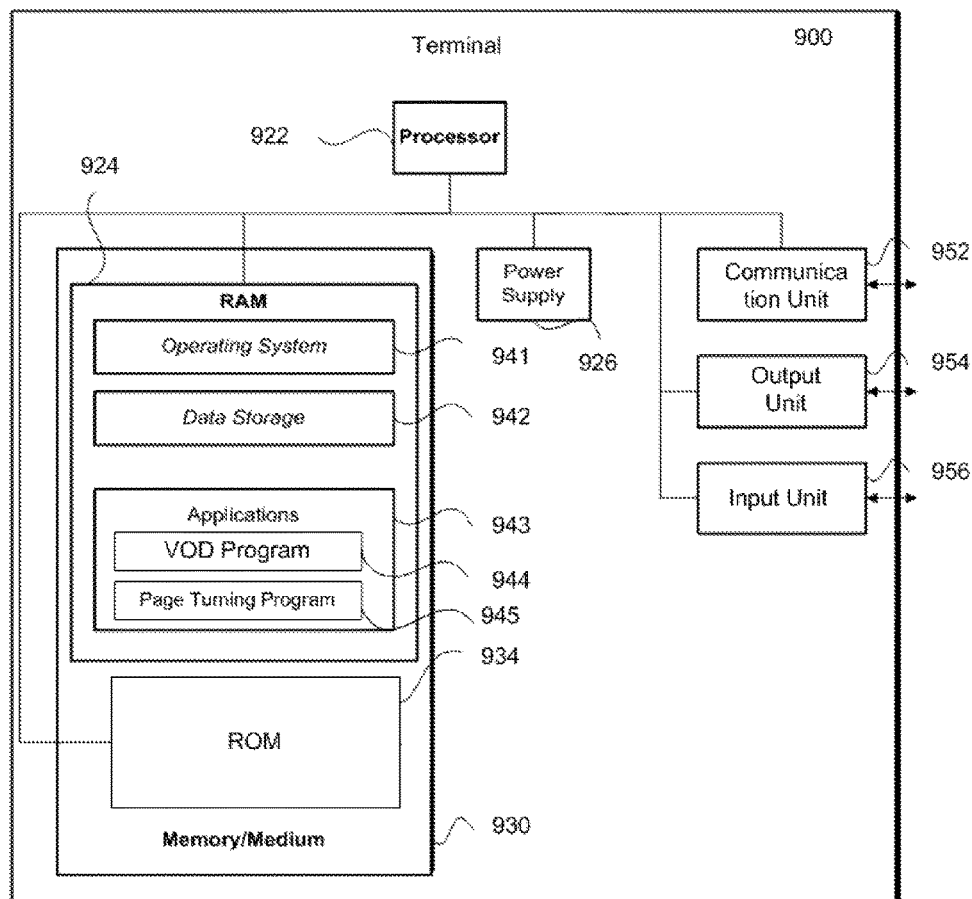 Terminal
900
922
Processor
924
RAM
Operating System
941
Data Storage
942
Applications
943
VOD Program
944
Page Turning Program
945
934
ROM
Memory/Medium
930
Power
Supply
926
Communica
tion Unit
952
Output
Unit
954
Input Unit
956